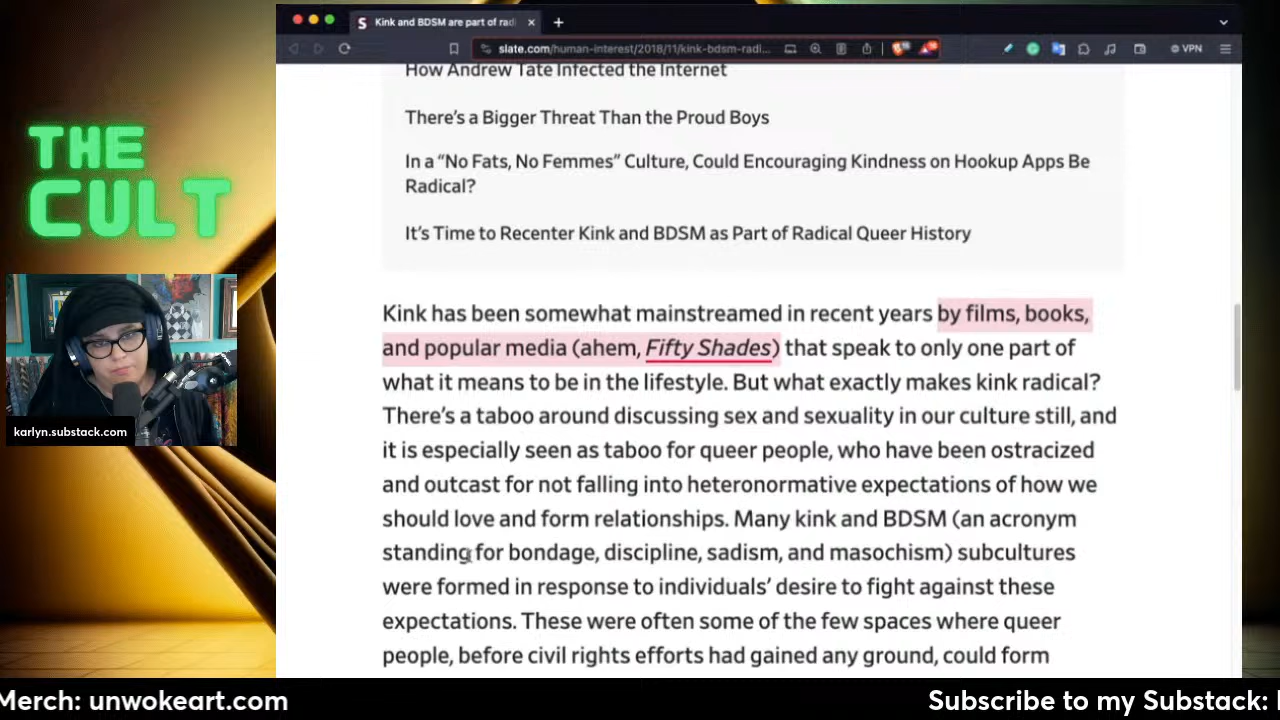 Kink and BDSM are part of radi
slate.com/human-interest/2018/11/kink-bdsm-radi...
VPN
THE
CULT
karlyn.substack.com
How Andrew Tate Infected the Internet
There's a Bigger Threat Than the Proud Boys
In a "No Fats, No Femmes" Culture, Could Encouraging Kindness on Hookup Apps Be
Radical?
It's Time to Recenter Kink and BDSM as Part of Radical Queer History
Kink has been somewhat mainstreamed in recent years by films, books,
and popular media (ahem, Fifty Shades) that speak to only one part of
what it means to be in the lifestyle. But what exactly makes kink radical?
There's a taboo around discussing sex and sexuality in our culture still, and
it is especially seen as taboo for queer people, who have been ostracized
and outcast for not falling into heteronormative expectations of how we
should love and form relationships. Many kink and BDSM (an acronym
standing for bondage, discipline, sadism, and masochism) subcultures
were formed in response to individuals' desire to fight against these
expectations. These were often some of the few spaces where queer
people, before civil rights efforts had gained any ground, could form
Merch: unwokeart.com
Subscribe to my Substack: